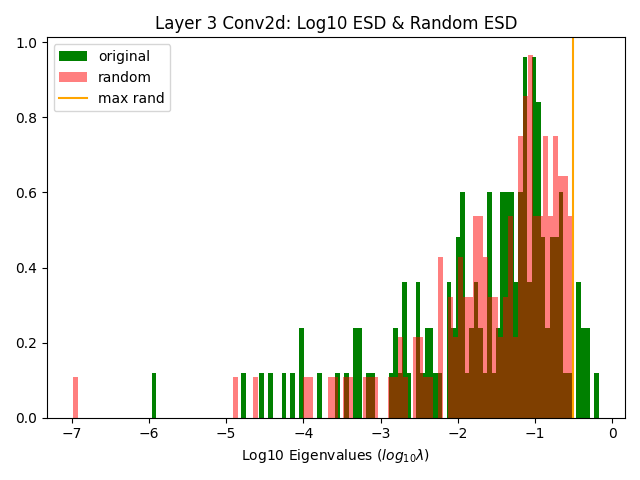 Layer 3 Conv2d: Log10 ESD & Random ESD
original
random
max rand
1.0
0.8
0.6
0.4
0.2
0.0
−7 −6 −5 −4 −3 −2 −1 0
Log10 Eigenvalues (log₁₀λ)